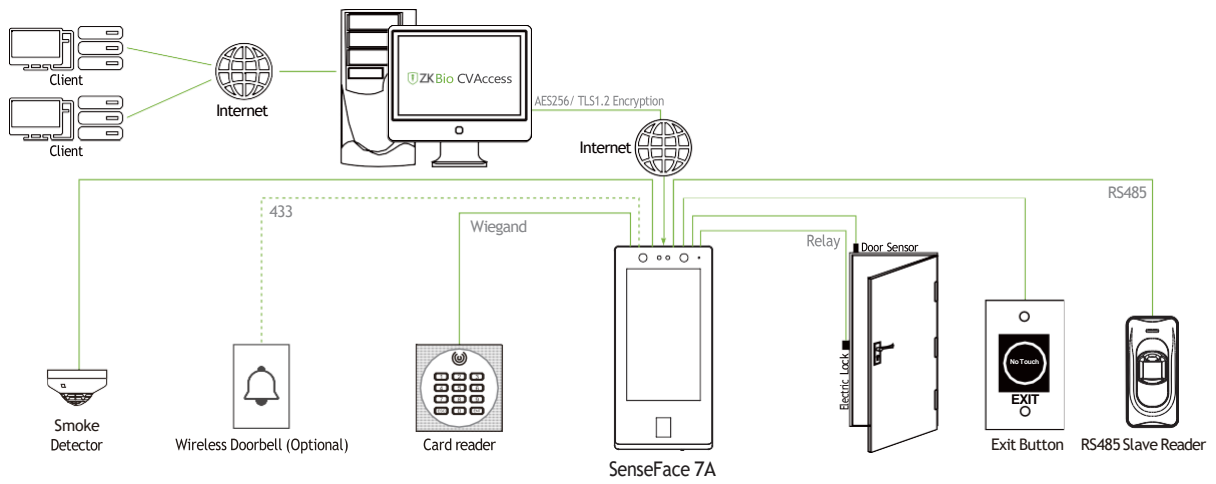 ZKBio CVAccess
Client
Internet
AES256/ TLS1.2 Encryption
Client
Internet
RS485
433
Wiegand
Relay
Door Sensor
Electric Lock
No Touch
EXIT
Smoke
Detector
Wireless Doorbell (Optional)
Card reader
Exit Button
RS485 Slave Reader
SenseFace 7A